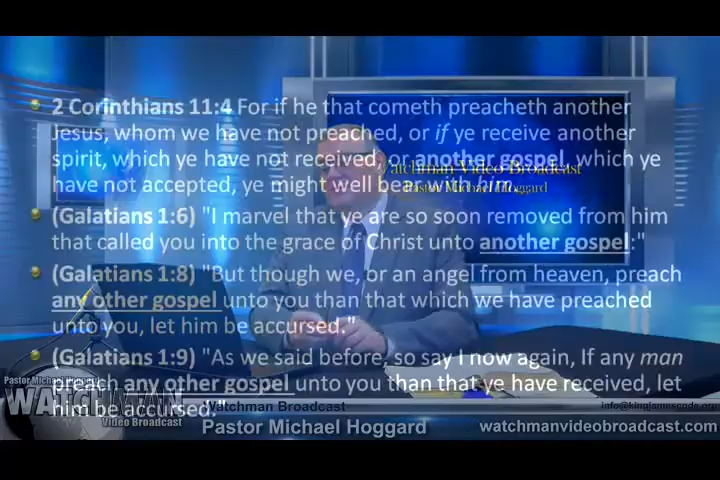 2 Corinthians 11:4 For if he that cometh preacheth another
Jesus, whom we have not preached, or if ye receive another
spirit, which ye have not received, or another gospel, which ye
have not accepted, ye might well bear with him.
Watchman Video Broadcast
Pastor Michael Hoggard
(Galatians 1:6) "I marvel that ye are so soon removed from him
that called you into the grace of Christ unto another gospel:"
(Galatians 1:8) "But though we, or an angel from heaven, preach
any other gospel unto you than that which we have preached
unto you, let him be accursed."
(Galatians 1:9) "As we said before, so say I now again, If any man
preach any other gospel unto you than that ye have received, let
him be accursed."
Pastor Michael Hoggard
WATCHMAN
Video Broadcast
Watchman Broadcast
Pastor Michael Hoggard
info@kingjamescode.org
watchmanvideobroadcast.com